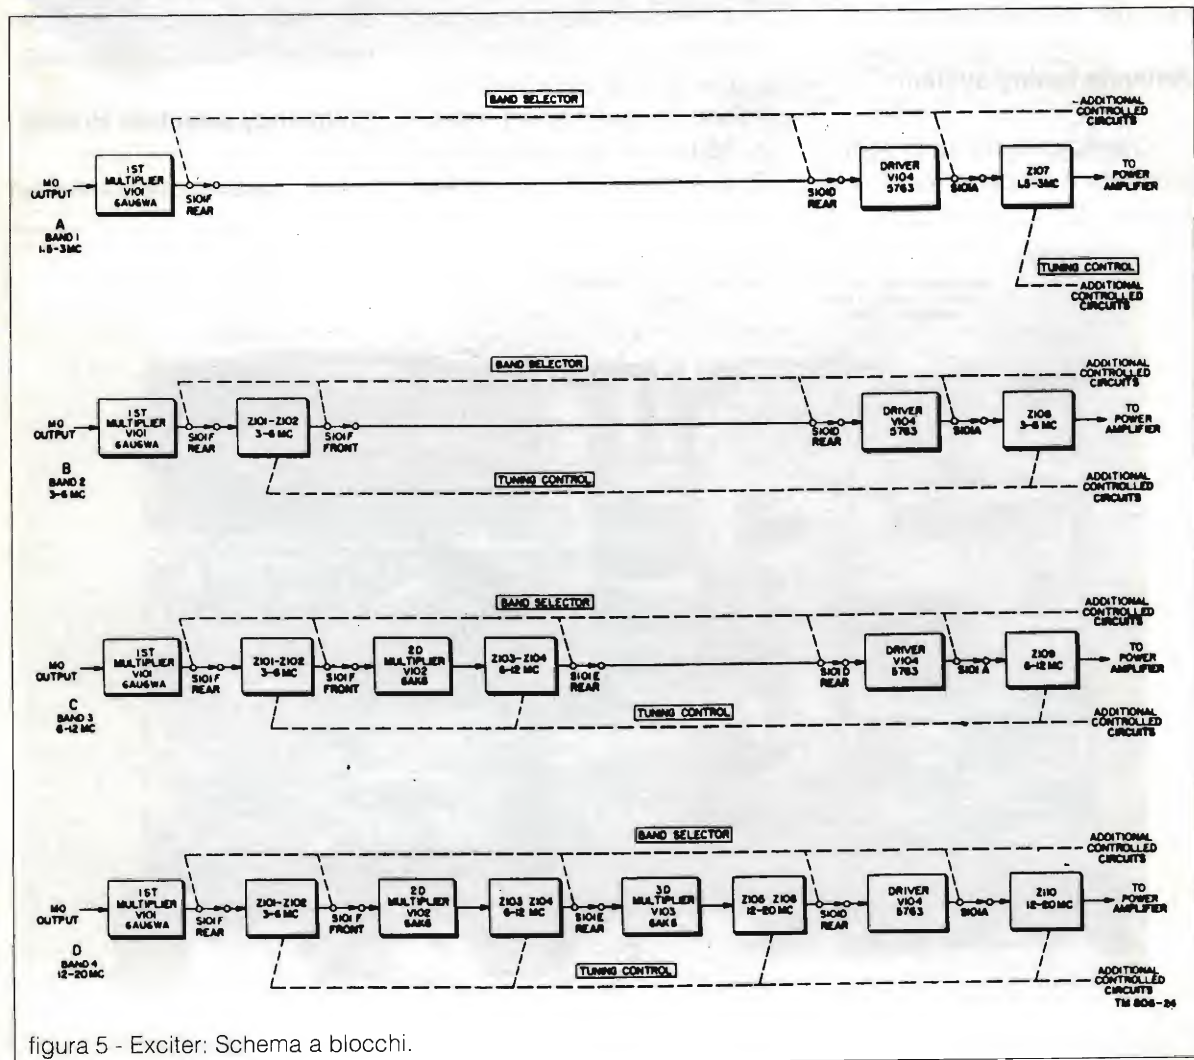 BAND SELECTOR
ADDITIONAL
CONTROLLED
CIRCUITS
MO
OUTPUT
1ST
MULTIPLIER
V101
6AU6WA
S101F
REAR
S101D
REAR
DRIVER
V104
5763
S101A
Z107
1.5-3MC
TO
POWER
AMPLIFIER
A
BAND 1
1.5-3MC
TUNING CONTROL
ADDITIONAL
CONTROLLED
CIRCUITS
BAND SELECTOR
ADDITIONAL
CONTROLLED
CIRCUITS
MO
OUTPUT
1ST
MULTIPLIER
V101
6AU6WA
S101F
REAR
Z101-Z102
3-6 MC
S101F
FRONT
S101D
REAR
DRIVER
V104
5763
S101A
Z108
3-6 MC
TO
POWER
AMPLIFIER
B
BAND 2
3-6 MC
TUNING CONTROL
ADDITIONAL
CONTROLLED
CIRCUITS
BAND SELECTOR
ADDITIONAL
CONTROLLED
CIRCUITS
MO
OUTPUT
1ST
MULTIPLIER
V101
6AU6WA
S101F
REAR
Z101-Z102
3-6 MC
S101F
FRONT
2D
MULTIPLIER
V102
6AK6
Z103-Z104
6-12 MC
S101E
REAR
S101D
REAR
DRIVER
V104
5763
S101A
Z109
6-12 MC
TO
POWER
AMPLIFIER
C
BAND 3
6-12 MC
TUNING CONTROL
ADDITIONAL
CONTROLLED
CIRCUITS
BAND SELECTOR
ADDITIONAL
CONTROLLED
CIRCUITS
MO
OUTPUT
1ST
MULTIPLIER
V101
6AU6WA
S101F
REAR
Z101-Z102
3-6 MC
S101F
FRONT
2D
MULTIPLIER
V102
6AK6
Z103 Z104
6-12 MC
S101E
REAR
3D
MULTIPLIER
V103
6AK6
Z105 Z106
12-20 MC
S101D
REAR
DRIVER
V104
5763
S101A
Z110
12-20 MC
TO
POWER
AMPLIFIER
D
BAND 4
12-20 MC
TUNING CONTROL
ADDITIONAL
CONTROLLED
CIRCUITS
TM 806-24
figura 5 - Exciter: Schema a blocchi.